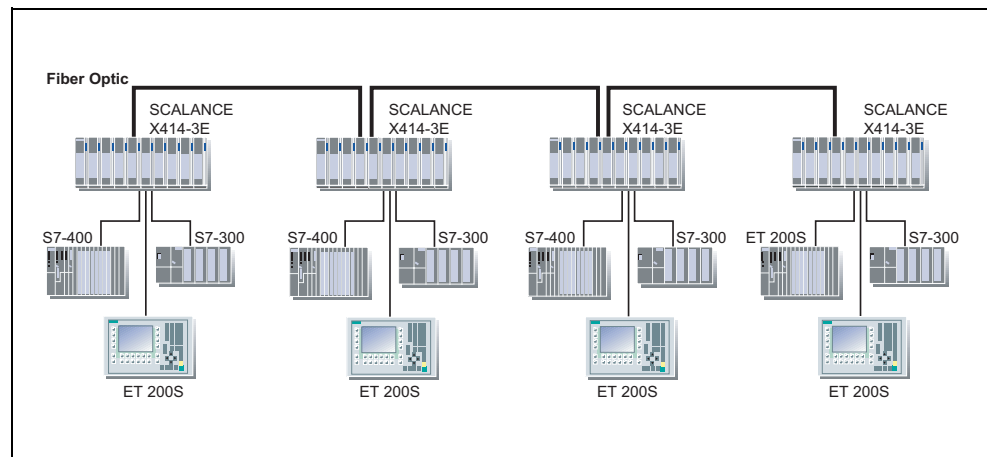 Fiber Optic
SCALANCE
X414-3E
SCALANCE
X414-3E
SCALANCE
X414-3E
SCALANCE
X414-3E
S7-400
S7-300
S7-400
S7-300
S7-400
S7-300
ET 200S
S7-300
ET 200S
ET 200S
ET 200S
ET 200S